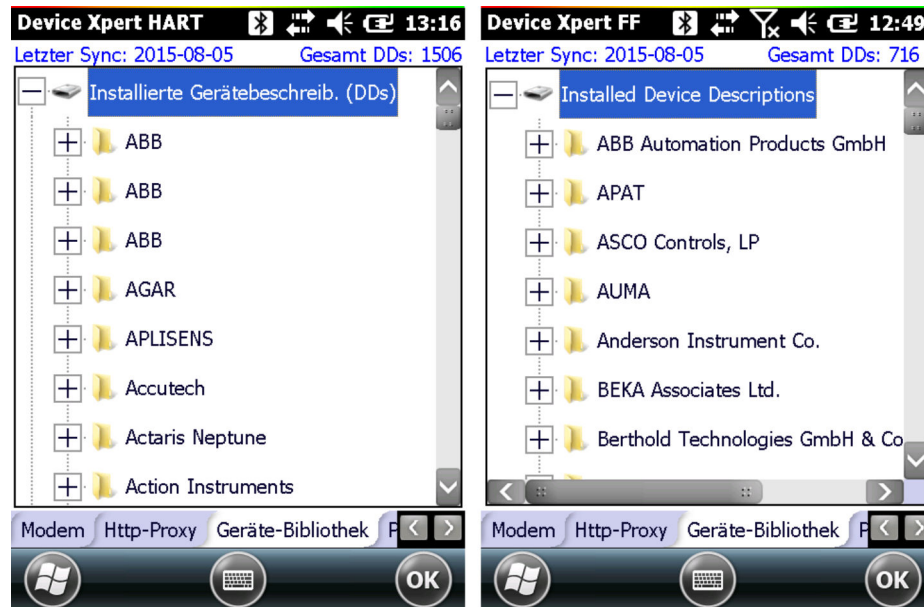 Device Xpert HART 13:16
Letzter Sync: 2015-08-05 Gesamt DDs: 1506
Installierte Gerätebeschreib. (DDs)
ABB
ABB
ABB
AGAR
APLISENS
Accutech
Actaris Neptune
Action Instruments
Modem Http-Proxy Geräte-Bibliothek P
OK
Device Xpert FF 12:49
Letzter Sync: 2015-08-05 Gesamt DDs: 716
Installed Device Descriptions
ABB Automation Products GmbH
APAT
ASCO Controls, LP
AUMA
Anderson Instrument Co.
BEKA Associates Ltd.
Berthold Technologies GmbH & Co
Modem Http-Proxy Geräte-Bibliothek P
OK